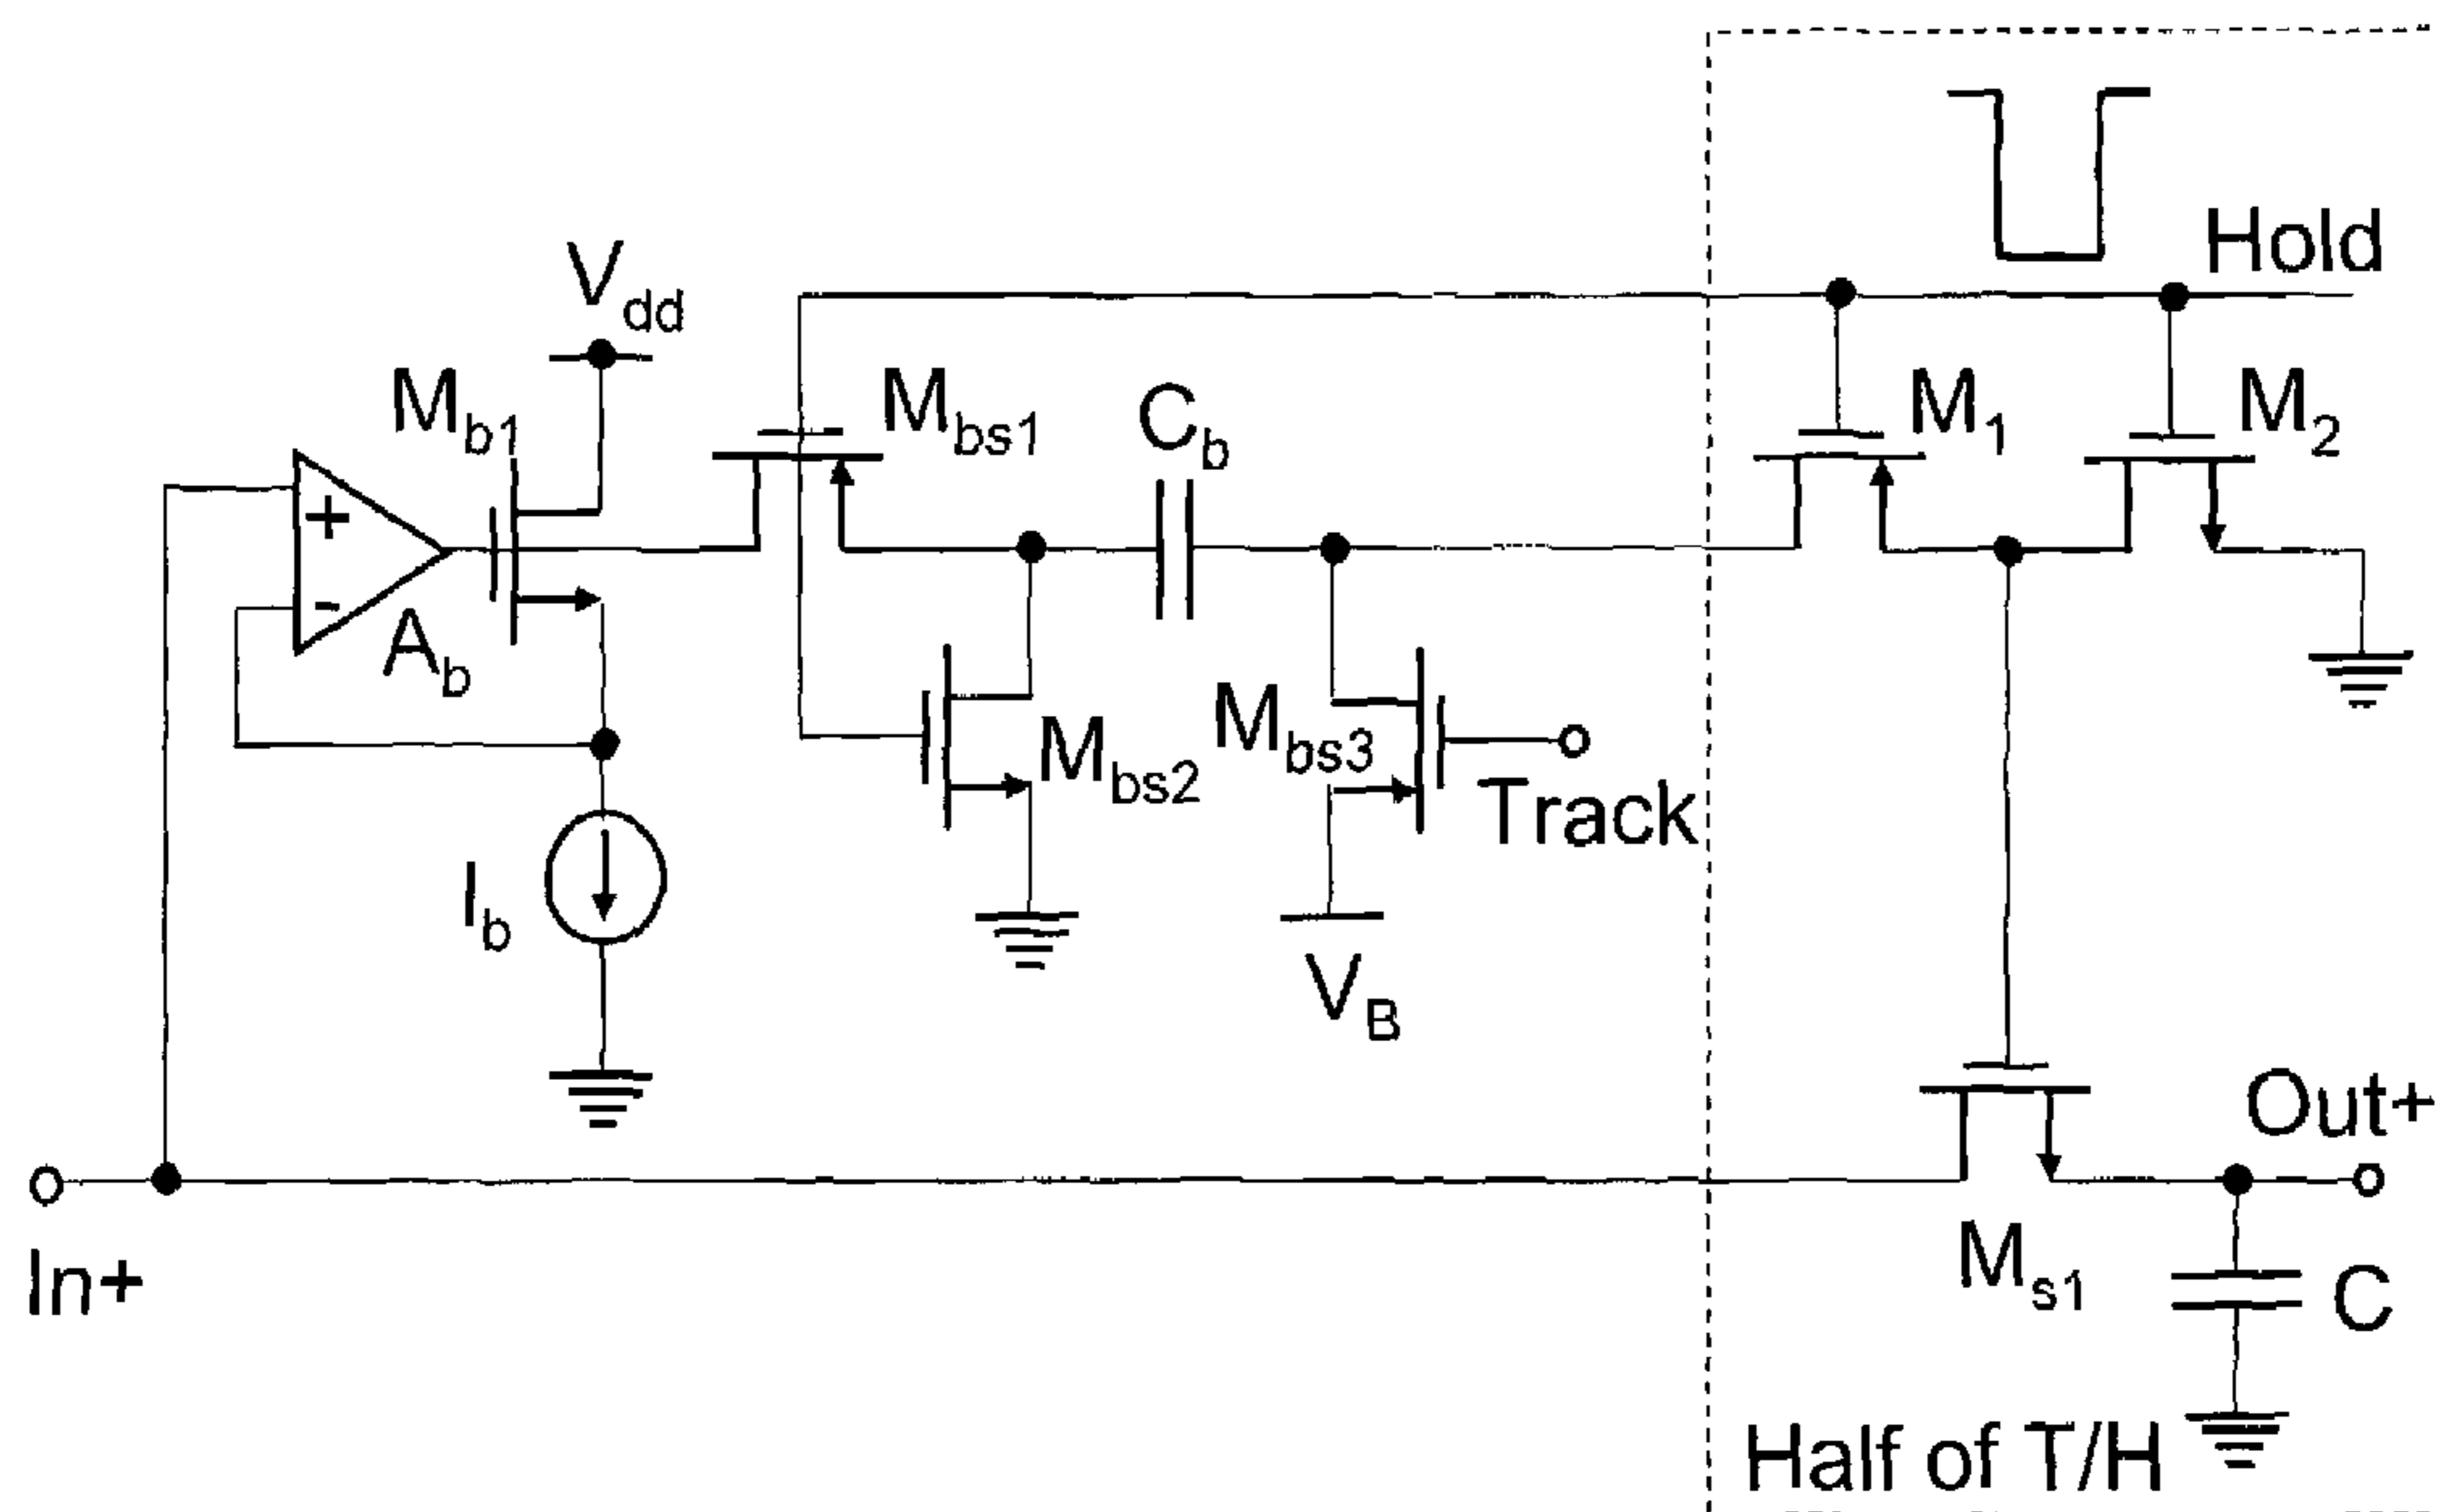 Hold
Vdd
Mb1
Mbs1
Cb
M1
M2
+
-
Ab
Mbs2
Mbs3
Track
Ib
VB
Out+
In+
Ms1
C
Half of T/H